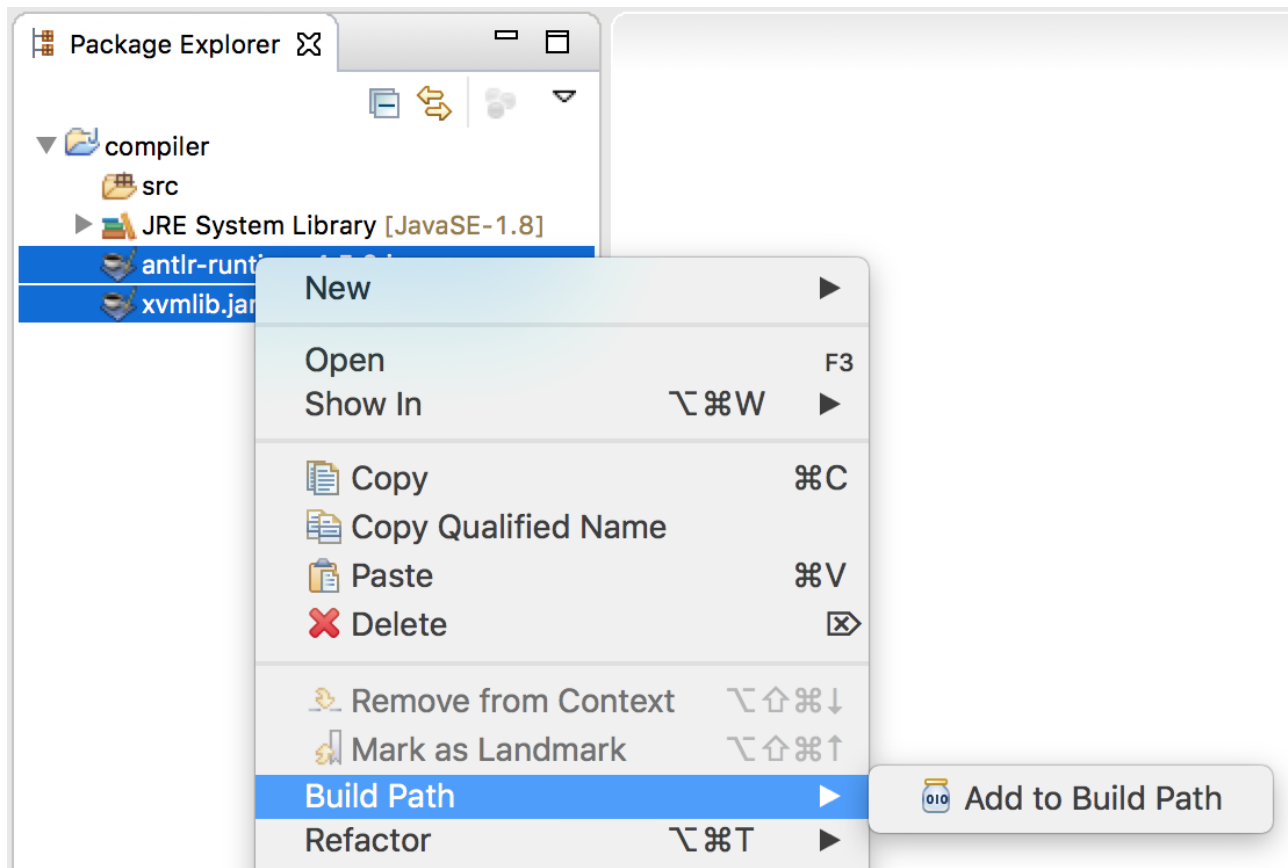 Package Explorer
compiler
src
JRE System Library [JavaSE-1.8]
antlr-runt
xvmlib.jar
New
Open F3
Show In ⌥⌘W
Copy ⌘C
Copy Qualified Name
Paste ⌘V
Delete ⌦
Remove from Context ⌥⇧⌘↓
Mark as Landmark ⌥⇧⌘↑
Build Path
Add to Build Path
Refactor ⌥⌘T